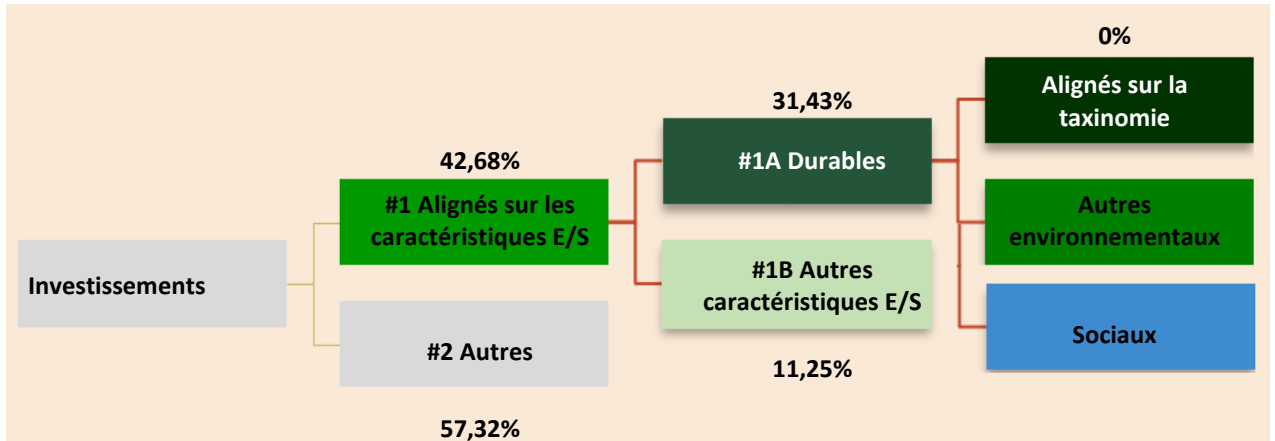 Investissements
42,68%
#1 Alignés sur les
caractéristiques E/S
#2 Autres
57,32%
31,43%
#1A Durables
#1B Autres
caractéristiques E/S
11,25%
0%
Alignés sur la
taxinomie
Autres
environnementaux
Sociaux